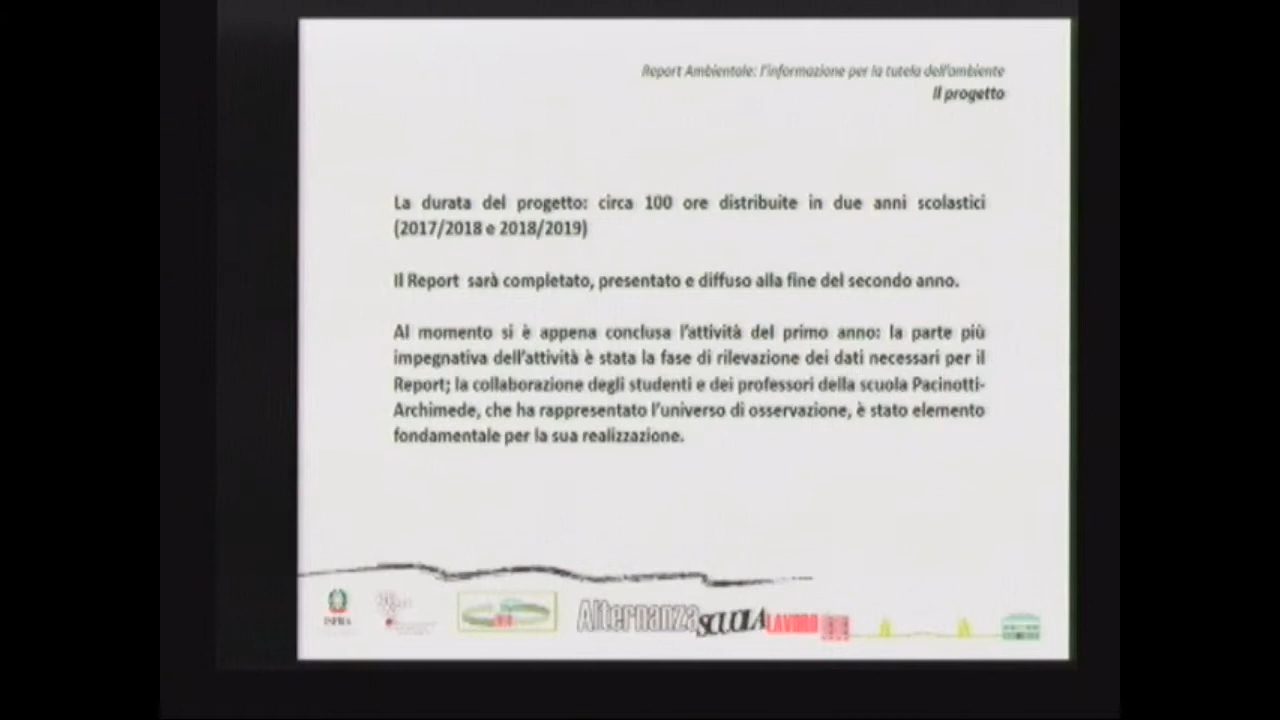 Report Ambientale: l'informazione per la tutela dell'ambiente
Il progetto
La durata del progetto: circa 100 ore distribuite in due anni scolastici
(2017/2018 e 2018/2019)
Il Report sarà completato, presentato e diffuso alla fine del secondo anno.
Al momento si è appena conclusa l'attività del primo anno: la parte più
impegnativa dell'attività è stata la fase di rilevazione dei dati necessari per il
Report; la collaborazione degli studenti e dei professori della scuola Pacinotti-
Archimede, che ha rappresentato l'universo di osservazione, è stato elemento
fondamentale per la sua realizzazione.
ISPRA
Alternanza SCUOLA LAVORO